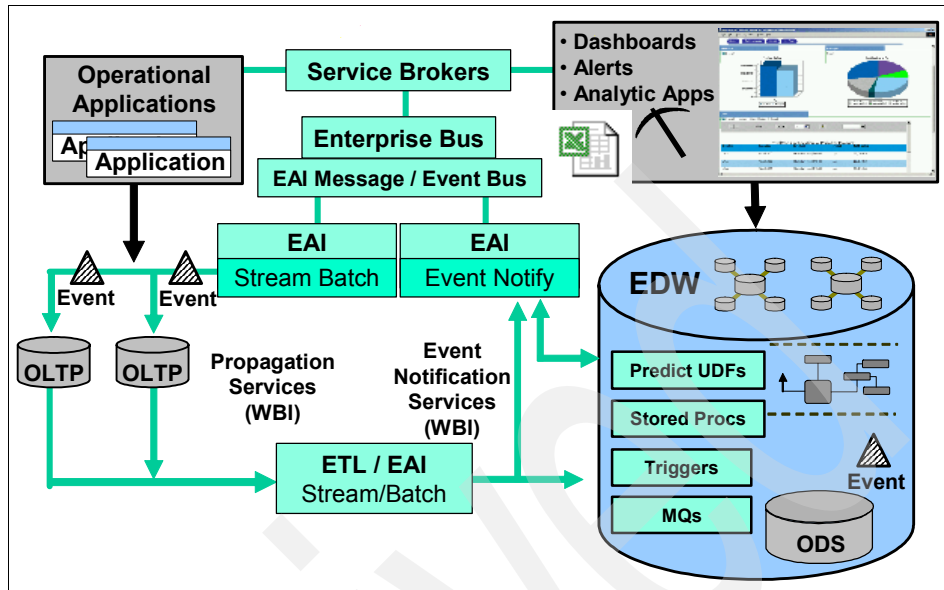 Operational
Applications
Application
Service Brokers
Enterprise Bus
EAI Message / Event Bus
• Dashboards
• Alerts
• Analytic Apps
EAI
Stream Batch
EAI
Event Notify
Event
Event
OLTP
OLTP
Propagation
Services
(WBI)
Event
Notification
Services
(WBI)
ETL / EAI
Stream/Batch
EDW
Predict UDFs
Stored Procs
Triggers
MQs
Event
ODS